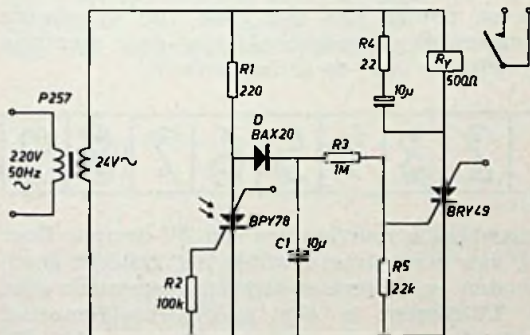 P257
220V
50Hz
~
24V~
R1
220
D
BAX20
BPY78
R2
100k
C1
10µ
R3
1M
R4
22
10µ
RY
500Ω
BRY49
R5
22k